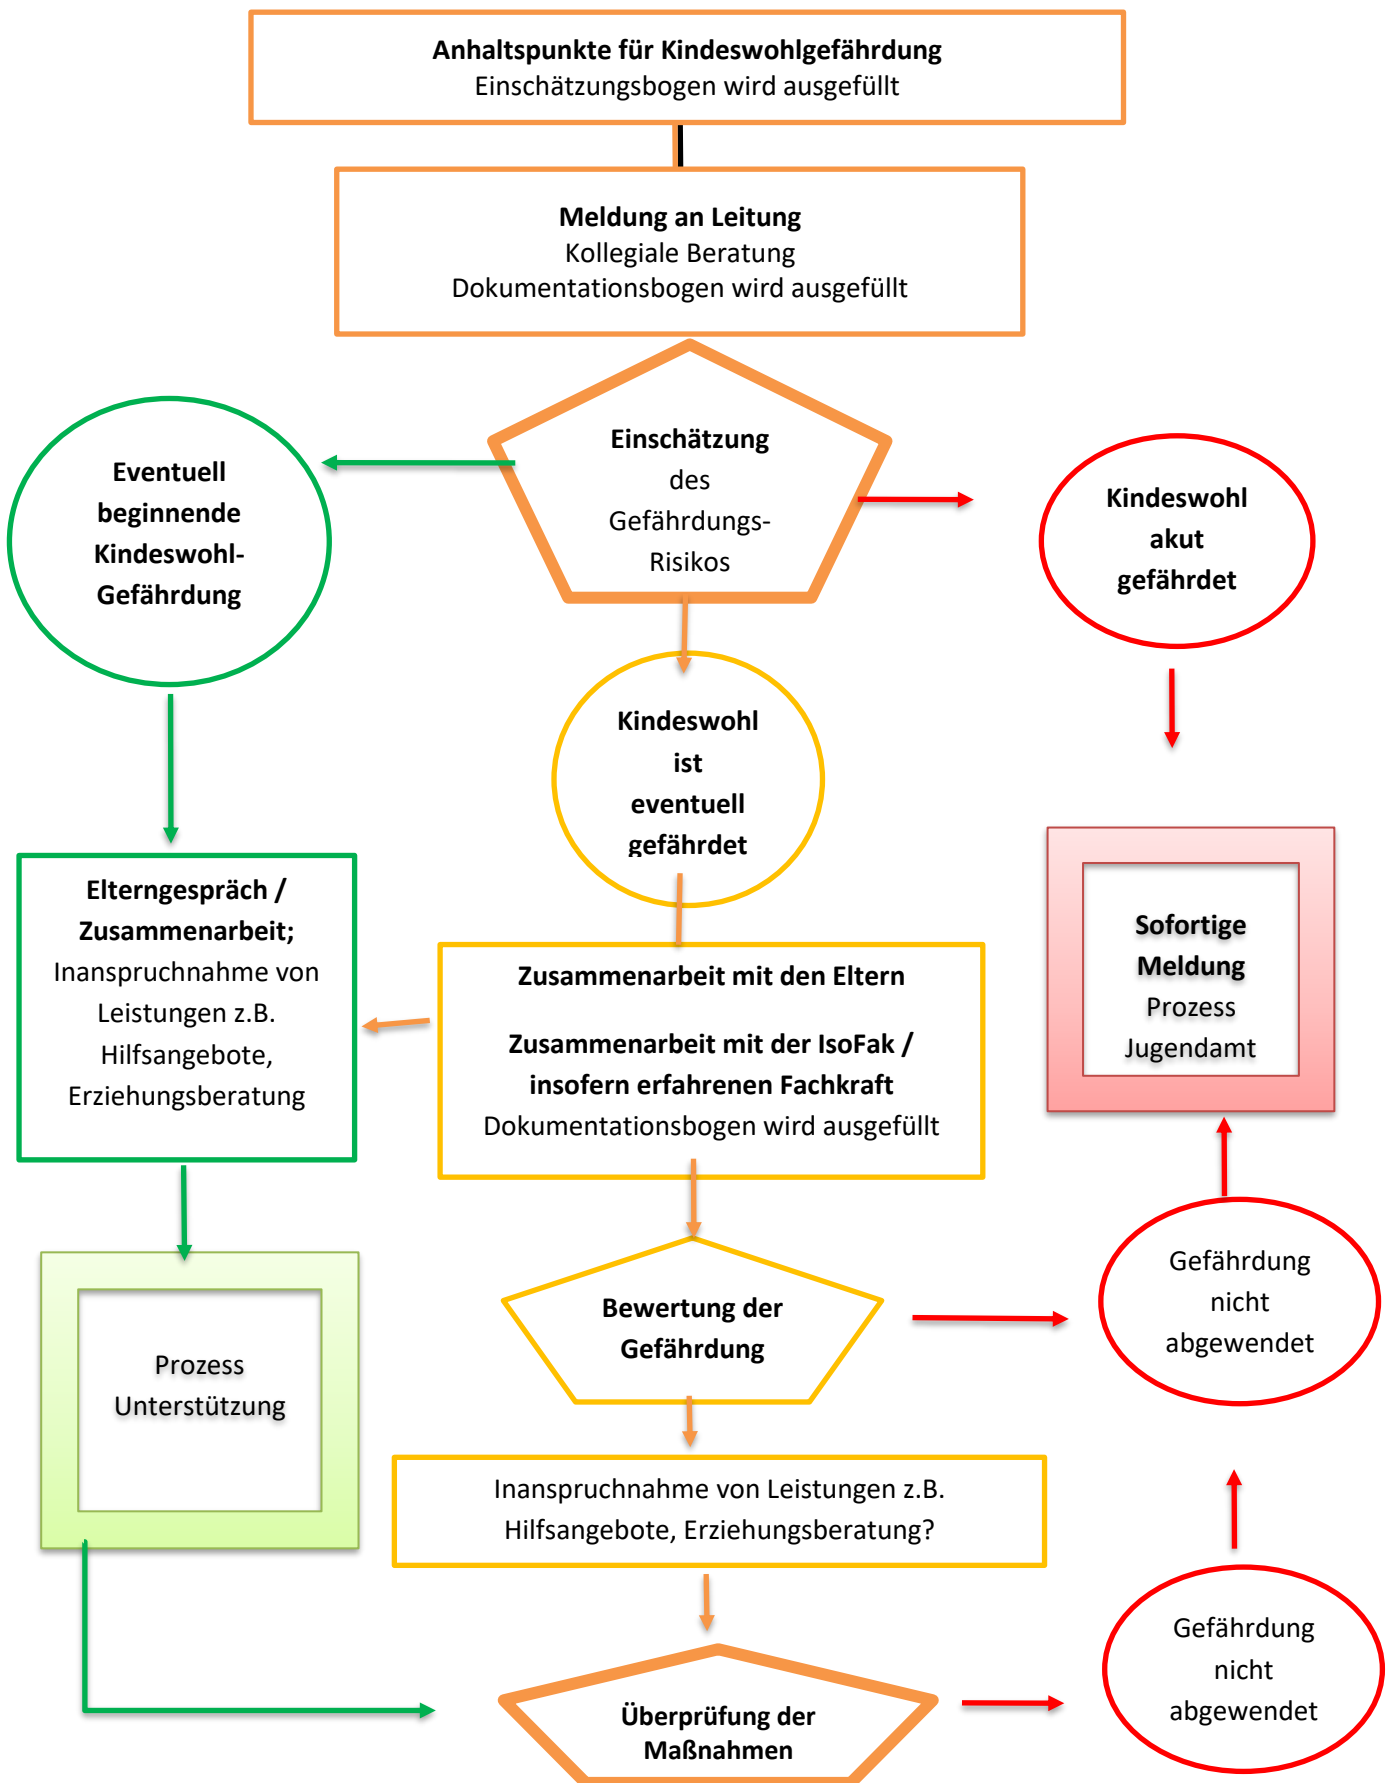 Anhaltspunkte für Kindeswohlgefährdung
Einschätzungsbogen wird ausgefüllt
Meldung an Leitung
Kollegiale Beratung
Dokumentationsbogen wird ausgefüllt
Einschätzung
des
Gefährdungs-
Risikos
Eventuell
beginnende
Kindeswohl-
Gefährdung
Kindeswohl
akut
gefährdet
Kindeswohl
ist
eventuell
gefährdet
Elterngespräch /
Zusammenarbeit;
Inanspruchnahme von
Leistungen z.B.
Hilfsangebote,
Erziehungsberatung
Zusammenarbeit mit den Eltern
Zusammenarbeit mit der IsoFak /
insofern erfahrenen Fachkraft
Dokumentationsbogen wird ausgefüllt
Sofortige
Meldung
Prozess
Jugendamt
Prozess
Unterstützung
Bewertung der
Gefährdung
Gefährdung
nicht
abgewendet
Inanspruchnahme von Leistungen z.B.
Hilfsangebote, Erziehungsberatung?
Überprüfung der
Maßnahmen
Gefährdung
nicht
abgewendet